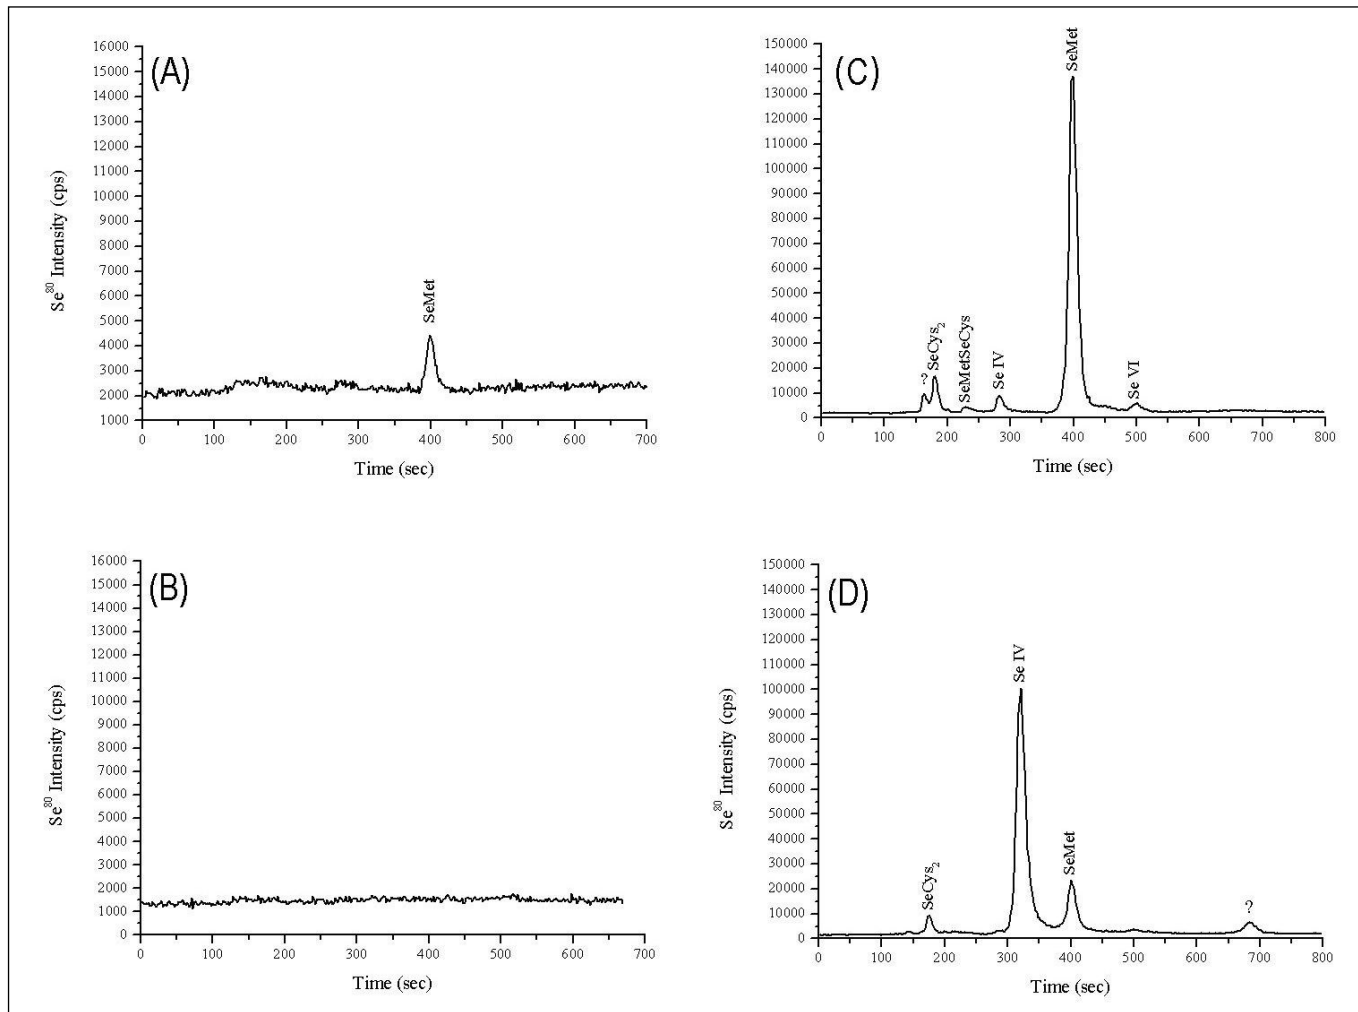 (A)
16000
15000
14000
13000
12000
11000
10000
9000
8000
7000
6000
5000
4000
3000
2000
1000
Se80 Intensity (cps)
SeMet
0 100 200 300 400 500 600 700
Time (sec)
(C)
150000
140000
130000
120000
110000
100000
90000
80000
70000
60000
50000
40000
30000
20000
10000
0
?
SeCys2
SeMetSeCys
Se IV
SeMet
Se VI
0 100 200 300 400 500 600 700 800
Time (sec)
(B)
16000
15000
14000
13000
12000
11000
10000
9000
8000
7000
6000
5000
4000
3000
2000
1000
0
Se80 Intensity (cps)
0 100 200 300 400 500 600 700
Time (sec)
(D)
150000
140000
130000
120000
110000
100000
90000
80000
70000
60000
50000
40000
30000
20000
10000
0
Se80 Intensity (cps)
SeCys2
Se IV
SeMet
?
0 100 200 300 400 500 600 700 800
Time (sec)